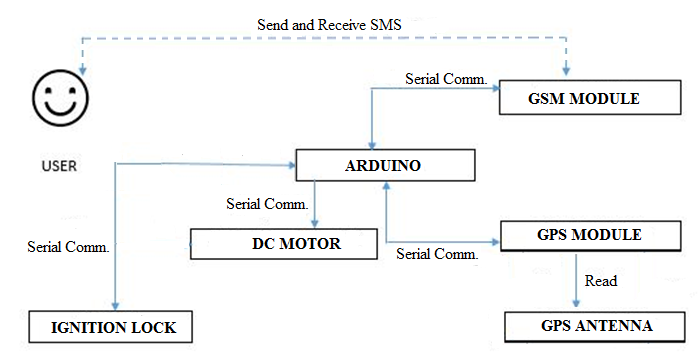 Send and Receive SMS
Serial Comm.
GSM MODULE
USER
ARDUINO
Serial Comm.
DC MOTOR
GPS MODULE
Serial Comm.
Serial Comm.
Read
IGNITION LOCK
GPS ANTENNA